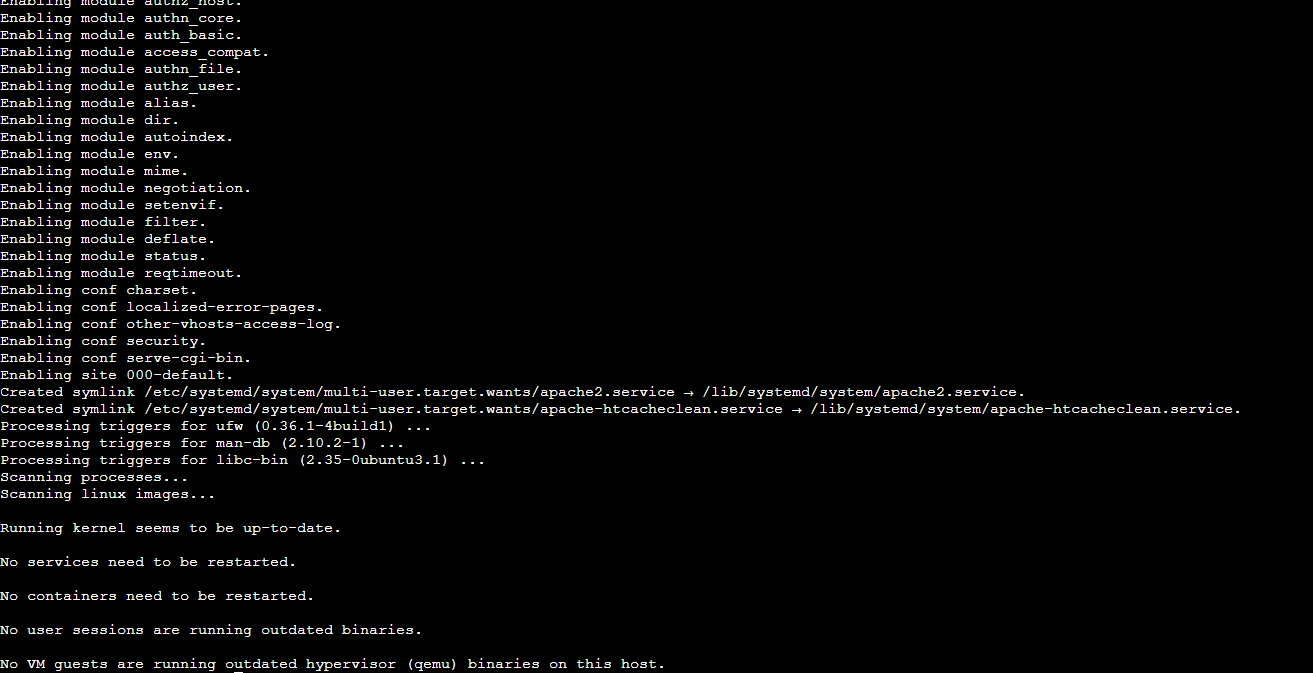 Enabling module authz_host.
Enabling module authn_core.
Enabling module auth_basic.
Enabling module access_compat.
Enabling module authn_file.
Enabling module authz_user.
Enabling module alias.
Enabling module dir.
Enabling module autoindex.
Enabling module env.
Enabling module mime.
Enabling module negotiation.
Enabling module setenvif.
Enabling module filter.
Enabling module deflate.
Enabling module status.
Enabling module reqtimeout.
Enabling conf charset.
Enabling conf localized-error-pages.
Enabling conf other-vhosts-access-log.
Enabling conf security.
Enabling conf serve-cgi-bin.
Enabling site 000-default.
Created symlink /etc/systemd/system/multi-user.target.wants/apache2.service → /lib/systemd/system/apache2.service.
Created symlink /etc/systemd/system/multi-user.target.wants/apache-htcacheclean.service → /lib/systemd/system/apache-htcacheclean.service.
Processing triggers for ufw (0.36.1-4build1) ...
Processing triggers for man-db (2.10.2-1) ...
Processing triggers for libc-bin (2.35-0ubuntu3.1) ...
Scanning processes...
Scanning linux images...
Running kernel seems to be up-to-date.
No services need to be restarted.
No containers need to be restarted.
No user sessions are running outdated binaries.
No VM guests are running outdated hypervisor (qemu) binaries on this host.